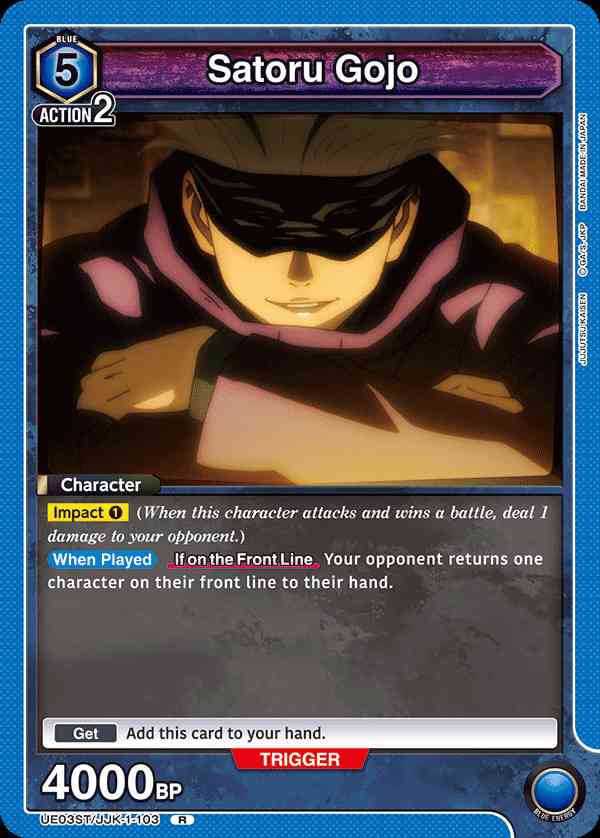 BLUE
5
Satoru Gojo
ACTION 2
BANDAI MADE IN JAPAN
©GA/S,JKP
JUJUTSU KAISEN
Character
Impact 1 (When this character attacks and wins a battle, deal 1
damage to your opponent.)
When Played If on the Front Line Your opponent returns one
character on their front line to their hand.
Get Add this card to your hand.
TRIGGER
4000 BP
BLUE ENERGY
UE03ST/JJK-1-103 R